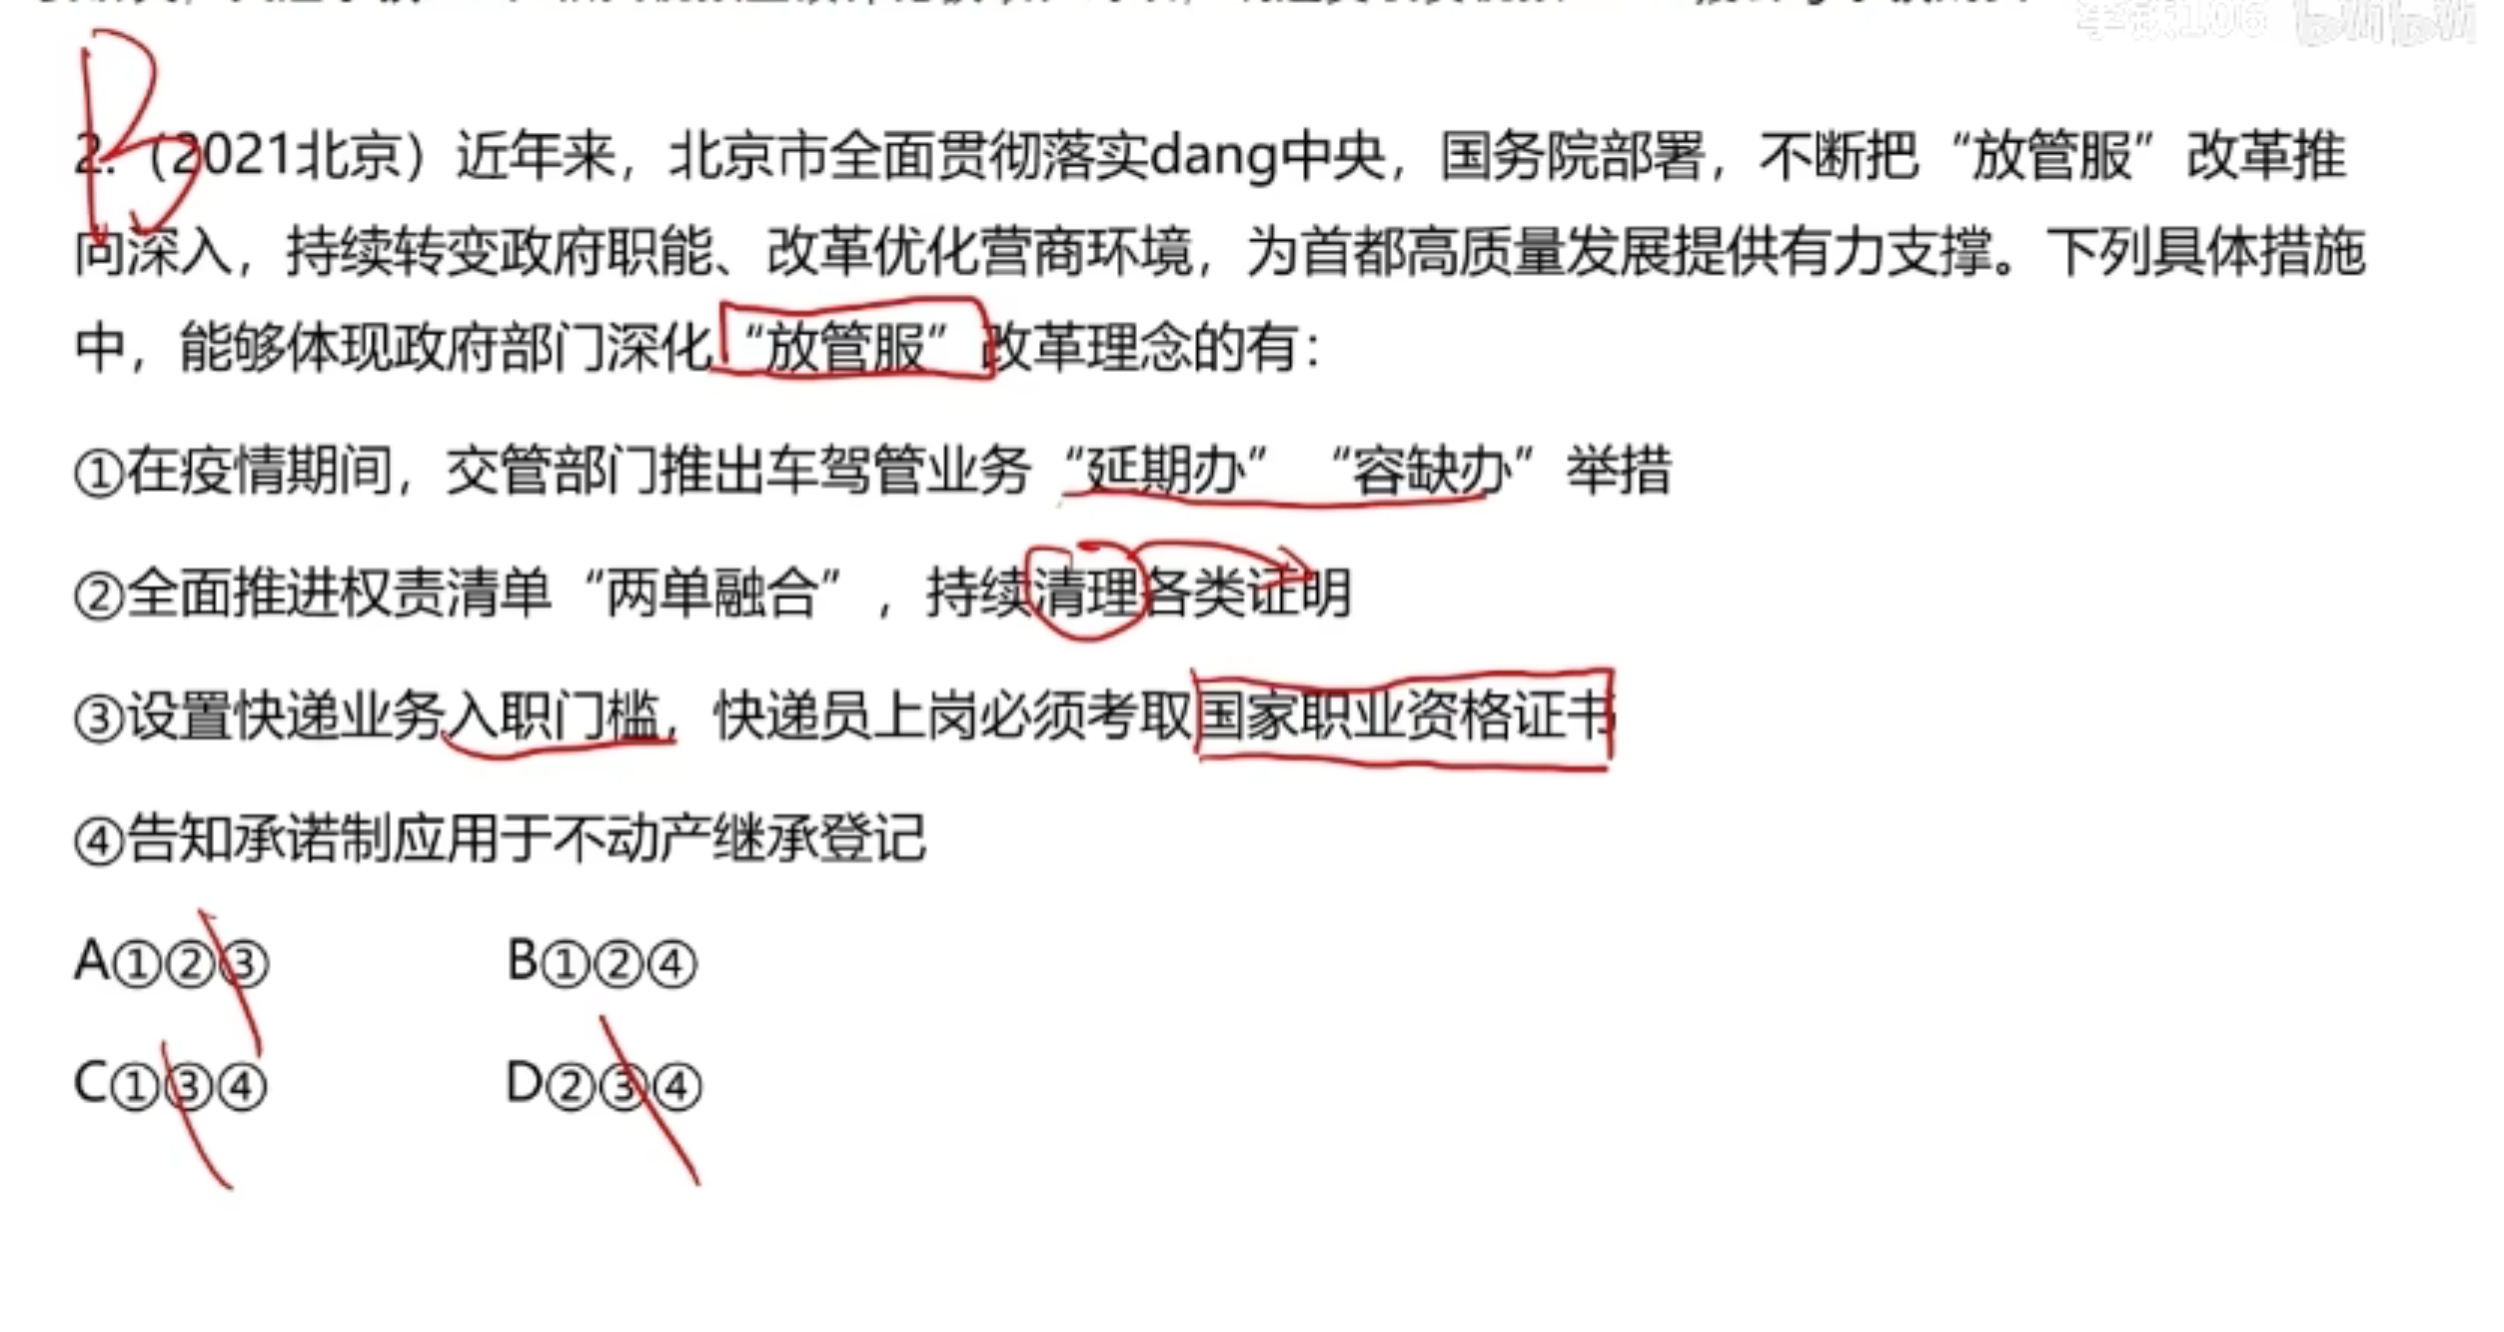 李铁106 bilibili
B
2.（2021北京）近年来，北京市全面贯彻落实dang中央，国务院部署，不断把“放管服”改革推
向深入，持续转变政府职能、改革优化营商环境，为首都高质量发展提供有力支撑。下列具体措施
中，能够体现政府部门深化“放管服”改革理念的有：
①在疫情期间，交管部门推出车驾管业务“延期办”“容缺办”举措
②全面推进权责清单“两单融合”，持续清理各类证明
③设置快递业务入职门槛，快递员上岗必须考取国家职业资格证书
④告知承诺制应用于不动产继承登记
A①②③ B①②④
C①③④ D②③④